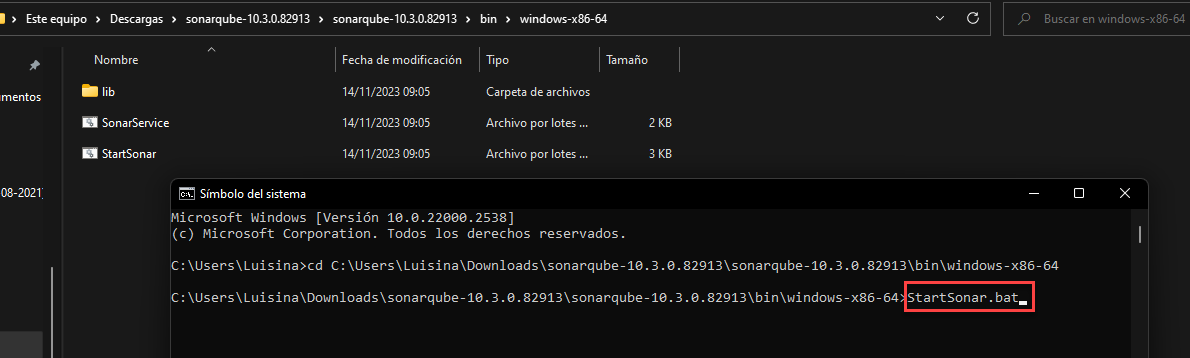 Este equipo > Descargas > sonarqube-10.3.0.82913 > sonarqube-10.3.0.82913 > bin > windows-x86-64
Buscar en windows-x86-64
Nombre Fecha de modificación Tipo Tamaño
lib 14/11/2023 09:05 Carpeta de archivos
umentos
SonarService 14/11/2023 09:05 Archivo por lotes ... 2 KB
StartSonar 14/11/2023 09:05 Archivo por lotes ... 3 KB
08-2021)
Símbolo del sistema
Microsoft Windows [Versión 10.0.22000.2538]
(c) Microsoft Corporation. Todos los derechos reservados.
C:\Users\Luisina>cd C:\Users\Luisina\Downloads\sonarqube-10.3.0.82913\sonarqube-10.3.0.82913\bin\windows-x86-64
C:\Users\Luisina\Downloads\sonarqube-10.3.0.82913\sonarqube-10.3.0.82913\bin\windows-x86-64>StartSonar.bat